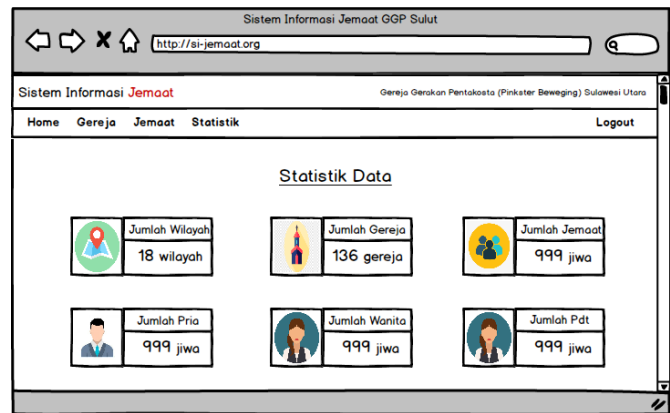 Sistem Informasi Jemaat GGP Sulut
http://si-jemaat.org
Sistem Informasi Jemaat
Gereja Gerakan Pentakosta (Pinkster Beweging) Sulawesi Utara
Home Gereja Jemaat Statistik Logout
Statistik Data
Jumlah Wilayah
18 wilayah
Jumlah Gereja
136 gereja
Jumlah Jemaat
999 jiwa
Jumlah Pria
999 jiwa
Jumlah Wanita
999 jiwa
Jumlah Pdt
999 jiwa